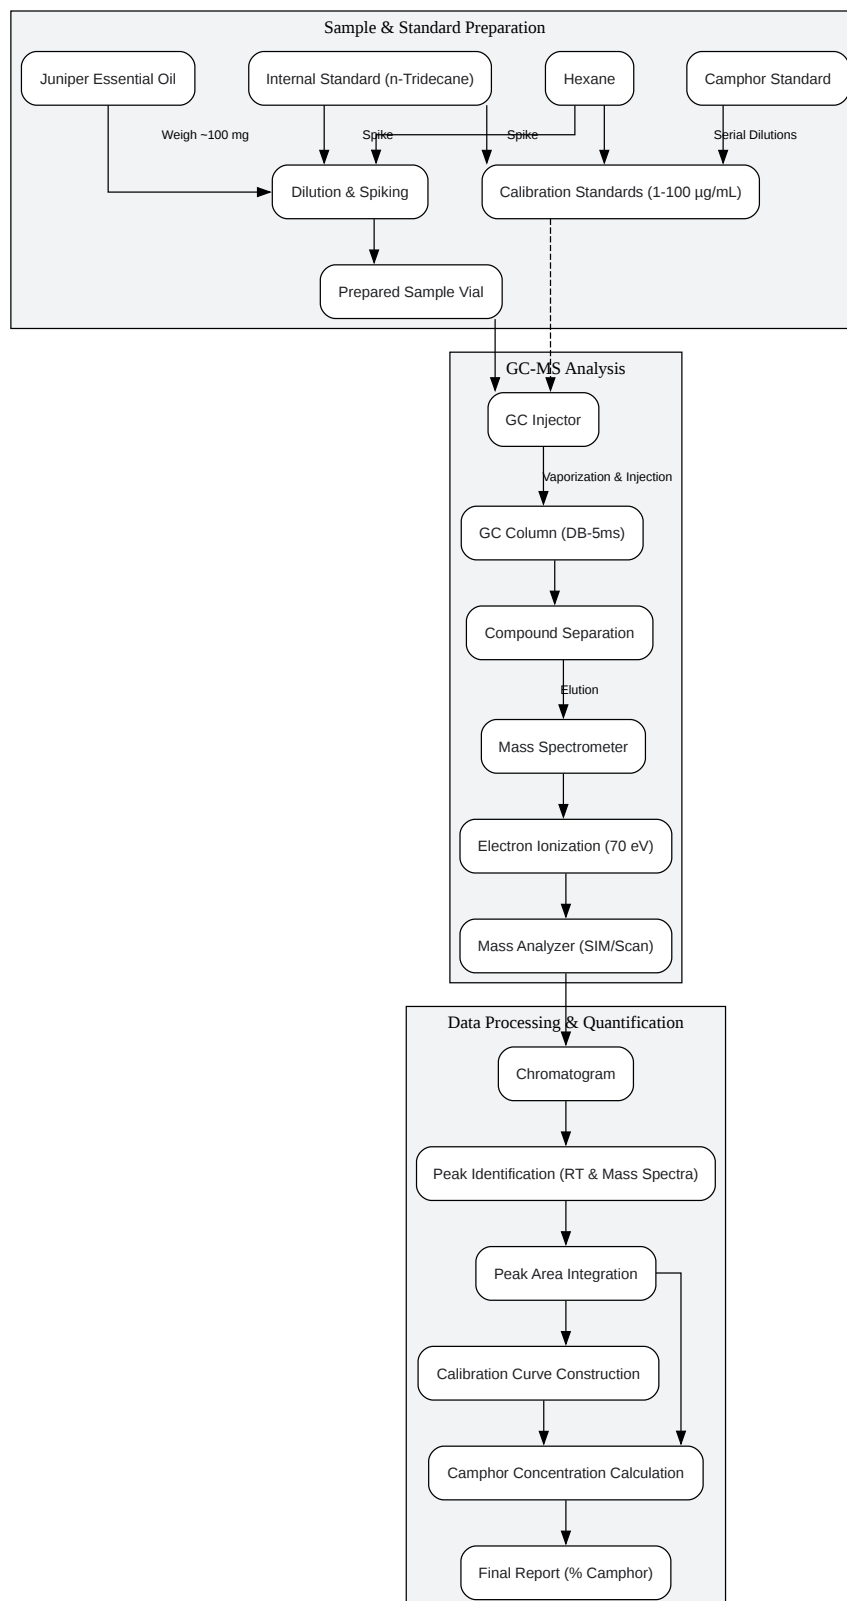 Sample & Standard Preparation
Juniper Essential Oil
Internal Standard (n-Tridecane)
Hexane
Camphor Standard
Weigh ~100 mg
Spike
Spike
Serial Dilutions
Dilution & Spiking
Calibration Standards (1-100 µg/mL)
Prepared Sample Vial
GC-MS Analysis
GC Injector
Vaporization & Injection
GC Column (DB-5ms)
Compound Separation
Elution
Mass Spectrometer
Electron Ionization (70 eV)
Mass Analyzer (SIM/Scan)
Data Processing & Quantification
Chromatogram
Peak Identification (RT & Mass Spectra)
Peak Area Integration
Calibration Curve Construction
Camphor Concentration Calculation
Final Report (% Camphor)